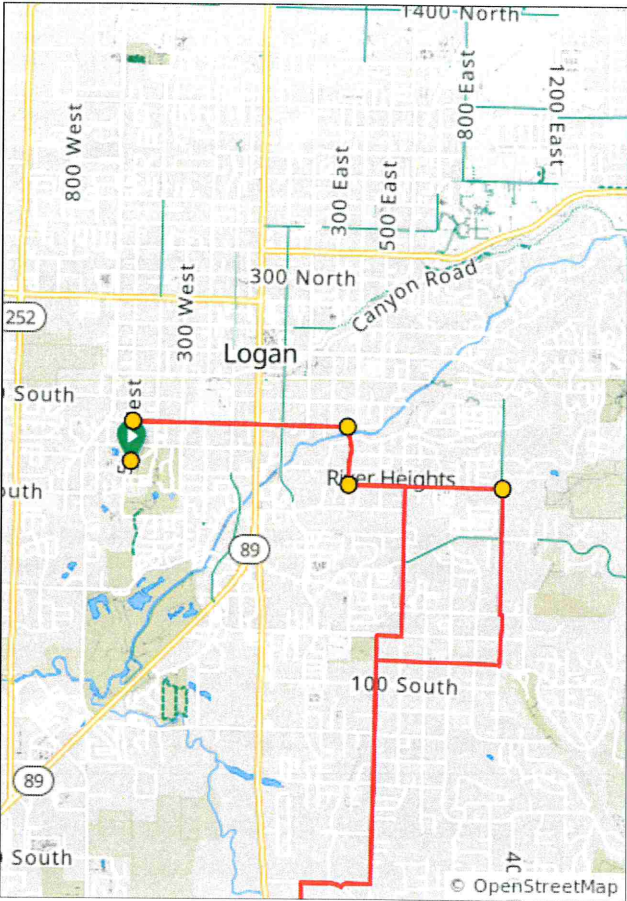 1400 North
800 East
1200 East
800 West
300 East
500 East
300 North
Canyon Road
300 West
252
Logan
South
est
River Heights
outh
89
100 South
89
South
40
© OpenStreetMap